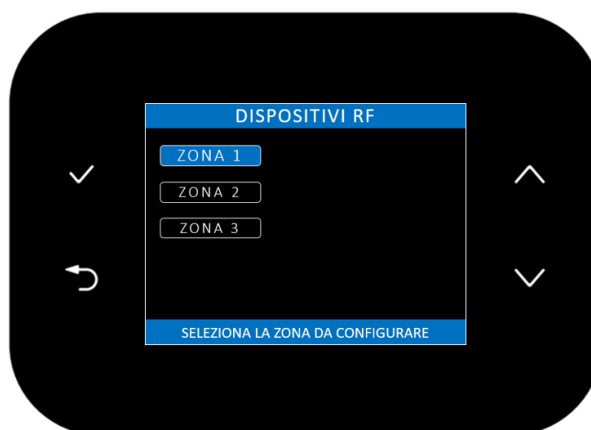 DISPOSITIVI RF
ZONA 1
ZONA 2
ZONA 3
SELEZIONA LA ZONA DA CONFIGURARE